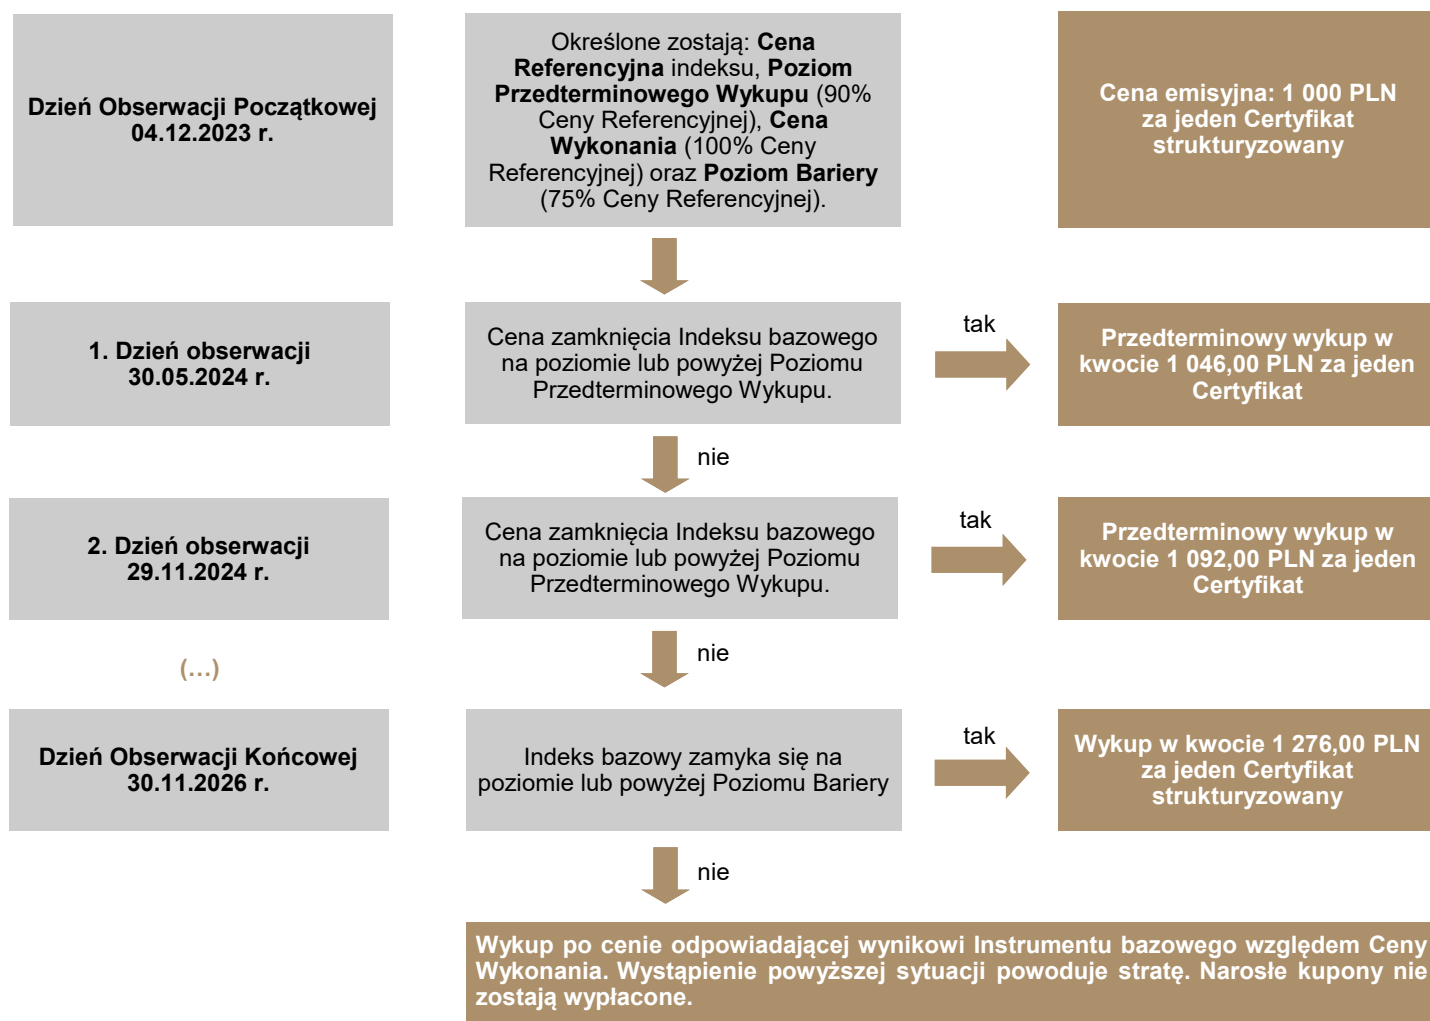 Dzień Obserwacji Początkowej
04.12.2023 r.
Określone zostają: Cena
Referencyjna indeksu, Poziom
Przedterminowego Wykupu (90%
Ceny Referencyjnej), Cena
Wykonania (100% Ceny
Referencyjnej) oraz Poziom Bariery
(75% Ceny Referencyjnej).
Cena emisyjna: 1 000 PLN
za jeden Certyfikat
strukturyzowany
1. Dzień obserwacji
30.05.2024 r.
Cena zamknięcia Indeksu bazowego
na poziomie lub powyżej Poziomu
Przedterminowego Wykupu.
tak
Przedterminowy wykup w
kwocie 1 046,00 PLN za jeden
Certyfikat
nie
2. Dzień obserwacji
29.11.2024 r.
Cena zamknięcia Indeksu bazowego
na poziomie lub powyżej Poziomu
Przedterminowego Wykupu.
tak
Przedterminowy wykup w
kwocie 1 092,00 PLN za jeden
Certyfikat
nie
(…)
Dzień Obserwacji Końcowej
30.11.2026 r.
Indeks bazowy zamyka się na
poziomie lub powyżej Poziomu Bariery
tak
Wykup w kwocie 1 276,00 PLN
za jeden Certyfikat
strukturyzowany
nie
Wykup po cenie odpowiadającej wynikowi Instrumentu bazowego względem Ceny
Wykonania. Wystąpienie powyższej sytuacji powoduje stratę. Narosłe kupony nie
zostają wypłacone.